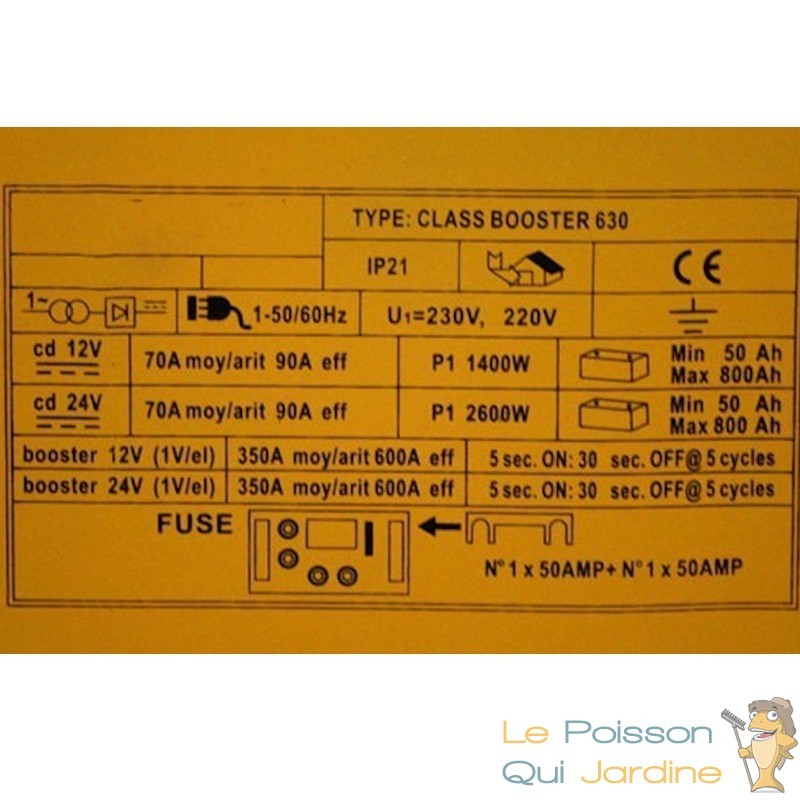 TYPE: CLASS BOOSTER 630
IP21
CE
1~
1-50/60Hz
U1=230V, 220V
cd 12V
70A moy/arit 90A eff
P1 1400W
Min 50 Ah
Max 800Ah
cd 24V
70A moy/arit 90A eff
P1 2600W
Min 50 Ah
Max 800 Ah
booster 12V (1V/el)
350A moy/arit 600A eff
5 sec. ON: 30 sec. OFF@ 5 cycles
booster 24V (1V/el)
350A moy/arit 600A eff
5 sec. ON: 30 sec. OFF@ 5 cycles
FUSE
N° 1 x 50AMP+ N° 1 x 50AMP
Le Poisson
Qui Jardine